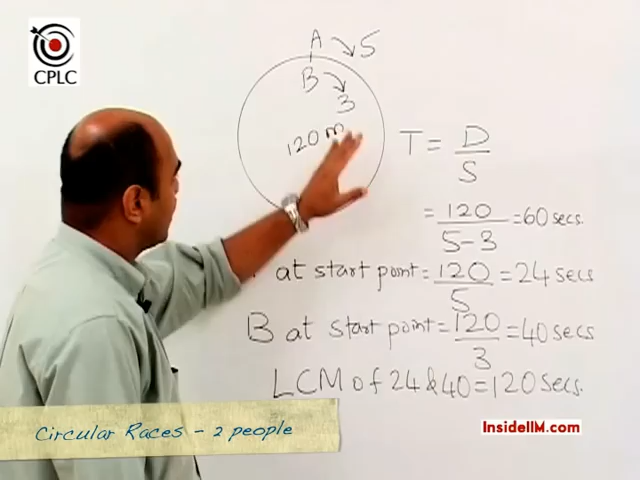 CPLC
A → 5
B → 3
120 m
T = D/S
= 120/(5-3) = 60 secs.
at start point = 120/5 = 24 secs
B at start point = 120/3 = 40 secs
LCM of 24 & 40 = 120 secs.
Circular Races - 2 people
InsideIIM.com